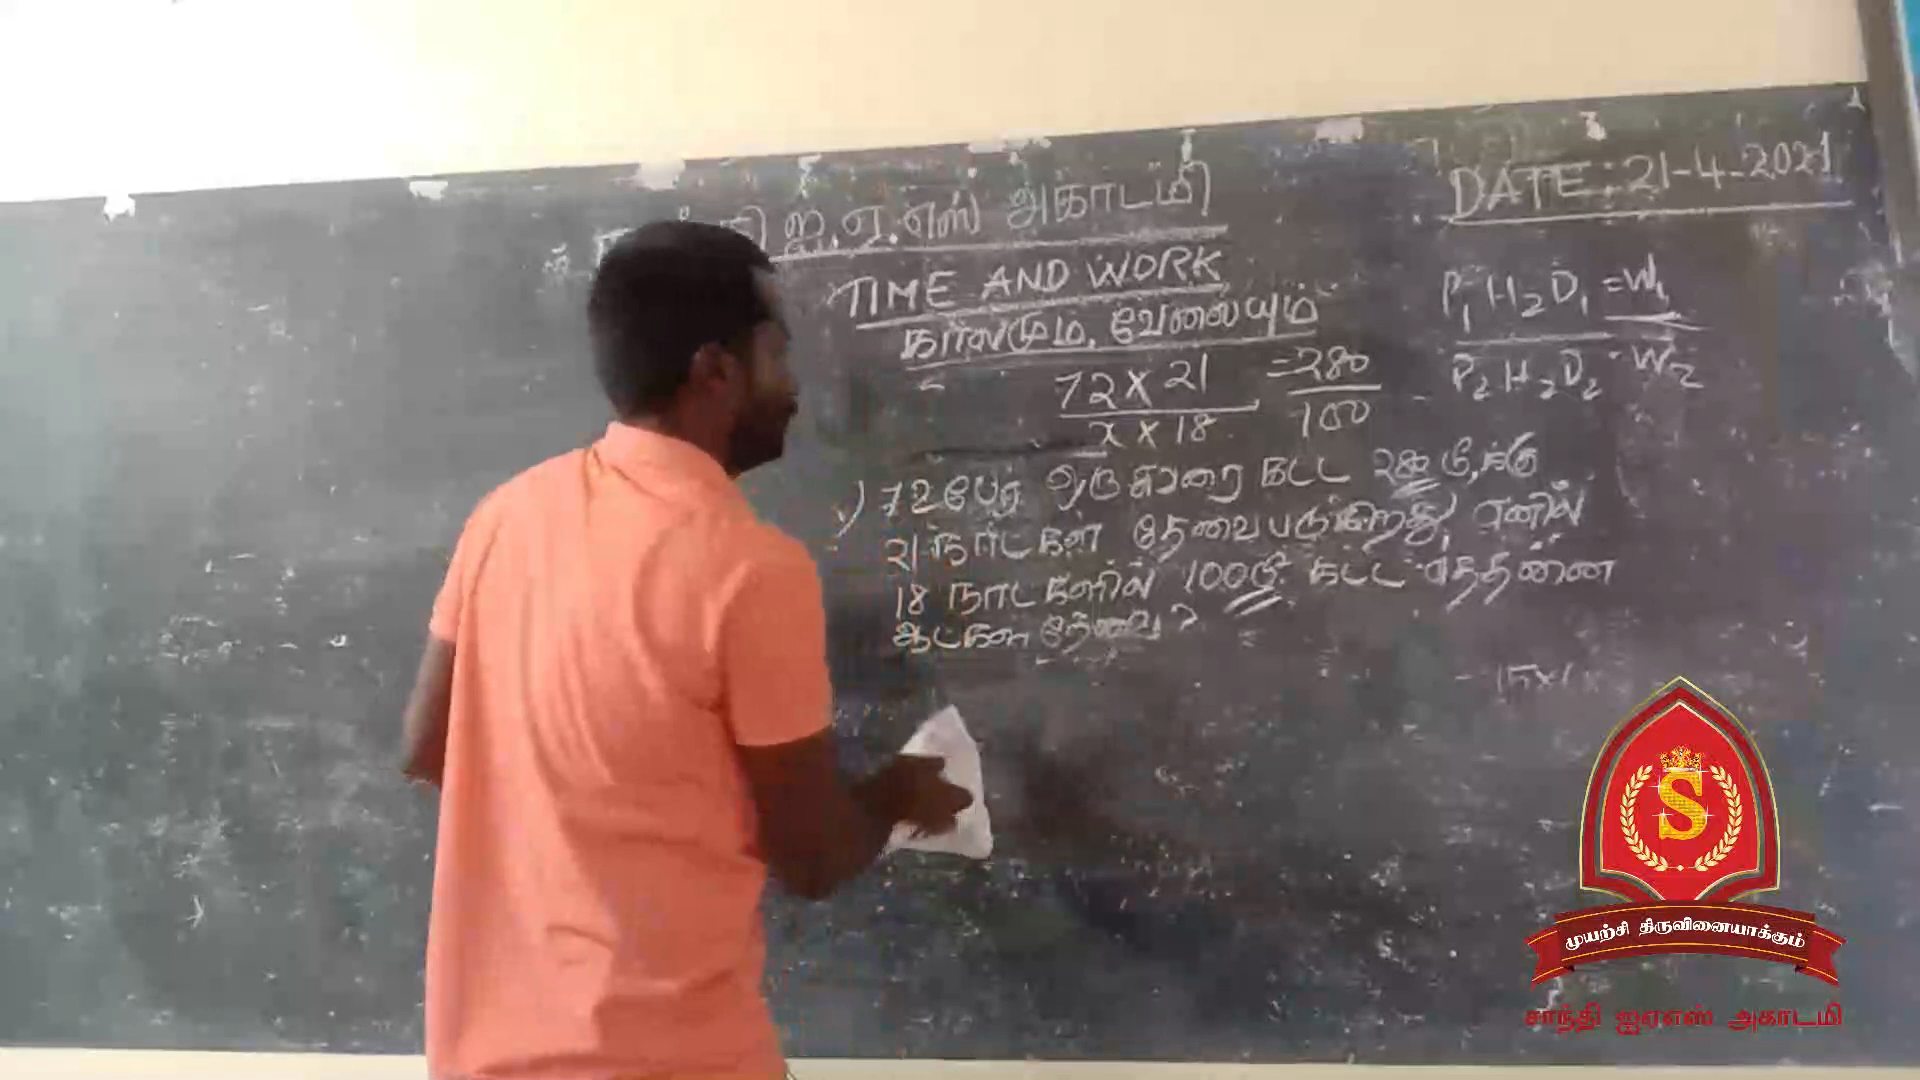 ஐ.ஏ.எஸ் அகாடமி
DATE: 21-4-2021
TIME AND WORK
காலமும், வேலையும்
P₁ H₂ D₁ = W₁
P₂ H₂ D₂ W₂
72 X 21 = 280
x X 18 100
72 பேர் ஒரு சுவரை கட்ட 280
21 நாட்கள் தேவைபடுகிறது எனில்
18 நாட்களில் 100மீ கட்ட எத்தனை
ஆட்கள் தேவை?
15x1
S
முயற்சி திருவினையாக்கும்
சாந்தி ஐஏஎஸ் அகாடமி